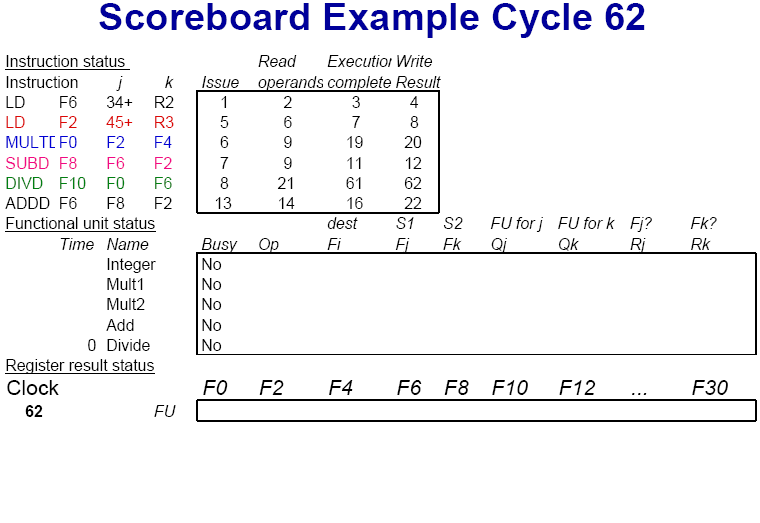 Scoreboard Example Cycle 62
Instruction status Read Execution Write
Instruction j k Issue operands complete Result
LD F6 34+ R2 1 2 3 4
LD F2 45+ R3 5 6 7 8
MULTD F0 F2 F4 6 9 19 20
SUBD F8 F6 F2 7 9 11 12
DIVD F10 F0 F6 8 21 61 62
ADDD F6 F8 F2 13 14 16 22
Functional unit status dest S1 S2 FU for j FU for k Fj? Fk?
Time Name Busy Op Fi Fj Fk Qj Qk Rj Rk
Integer No
Mult1 No
Mult2 No
Add No
0 Divide No
Register result status
Clock F0 F2 F4 F6 F8 F10 F12 ... F30
62 FU